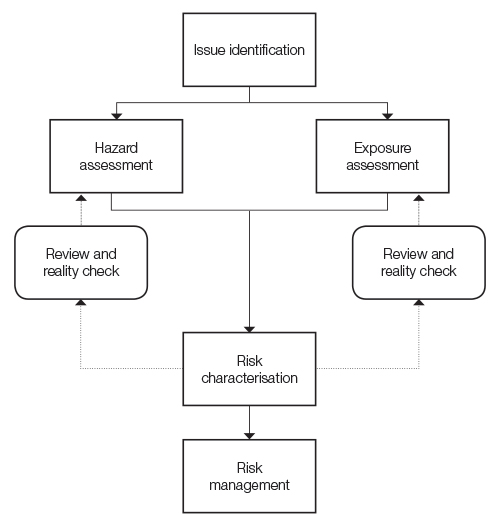 Issue identification
Hazard
assessment
Exposure
assessment
Review and
reality check
Review and
reality check
Risk
characterisation
Risk
management